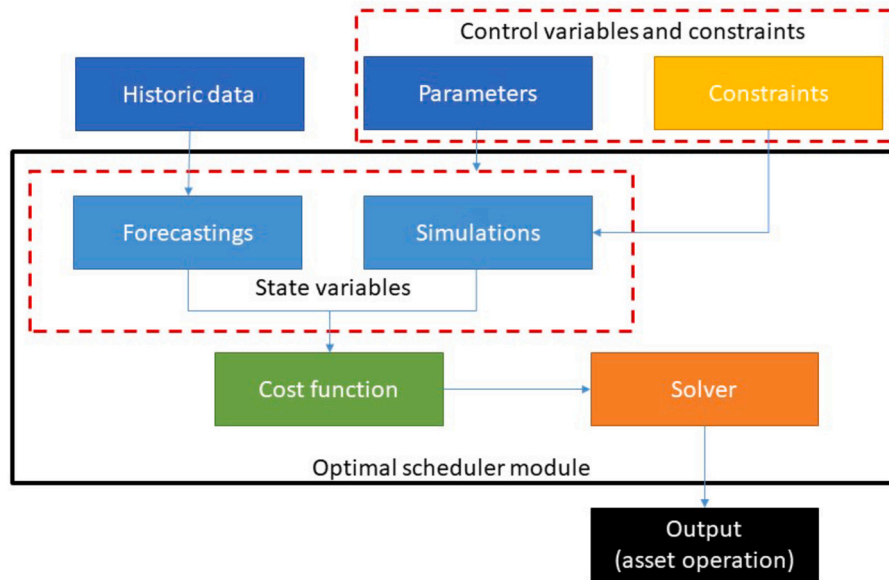 Control variables and constraints
Historic data
Parameters
Constraints
Forecastings
Simulations
State variables
Cost function
Solver
Optimal scheduler module
Output
(asset operation)